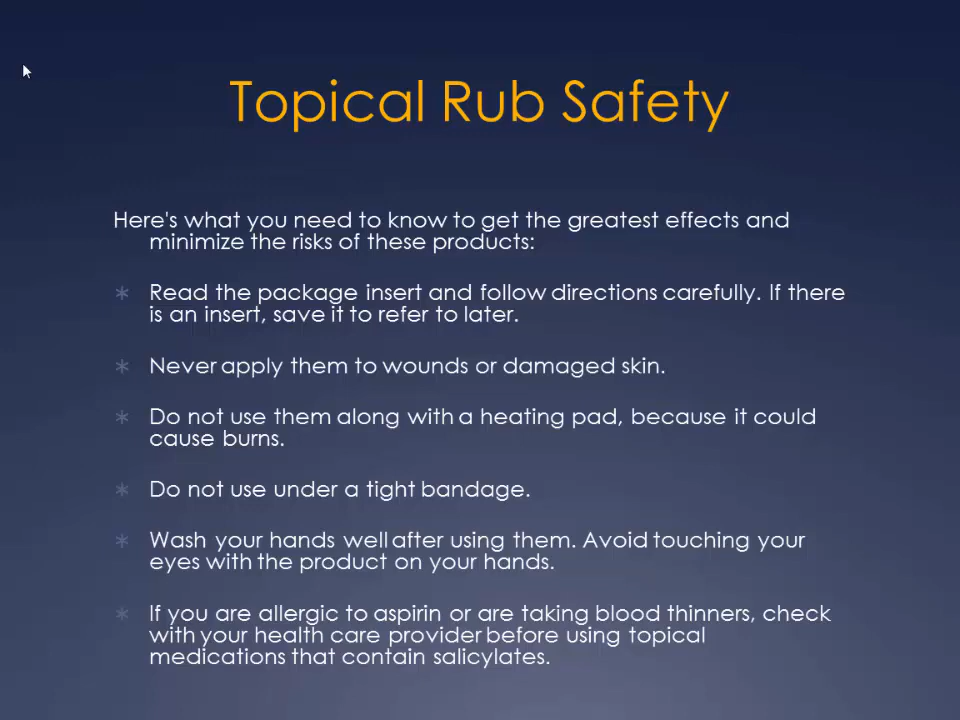 Topical Rub Safety
Here's what you need to know to get the greatest effects and
minimize the risks of these products:
Read the package insert and follow directions carefully. If there
is an insert, save it to refer to later.
Never apply them to wounds or damaged skin.
Do not use them along with a heating pad, because it could
cause burns.
Do not use under a tight bandage.
Wash your hands well after using them. Avoid touching your
eyes with the product on your hands.
If you are allergic to aspirin or are taking blood thinners, check
with your health care provider before using topical
medications that contain salicylates.